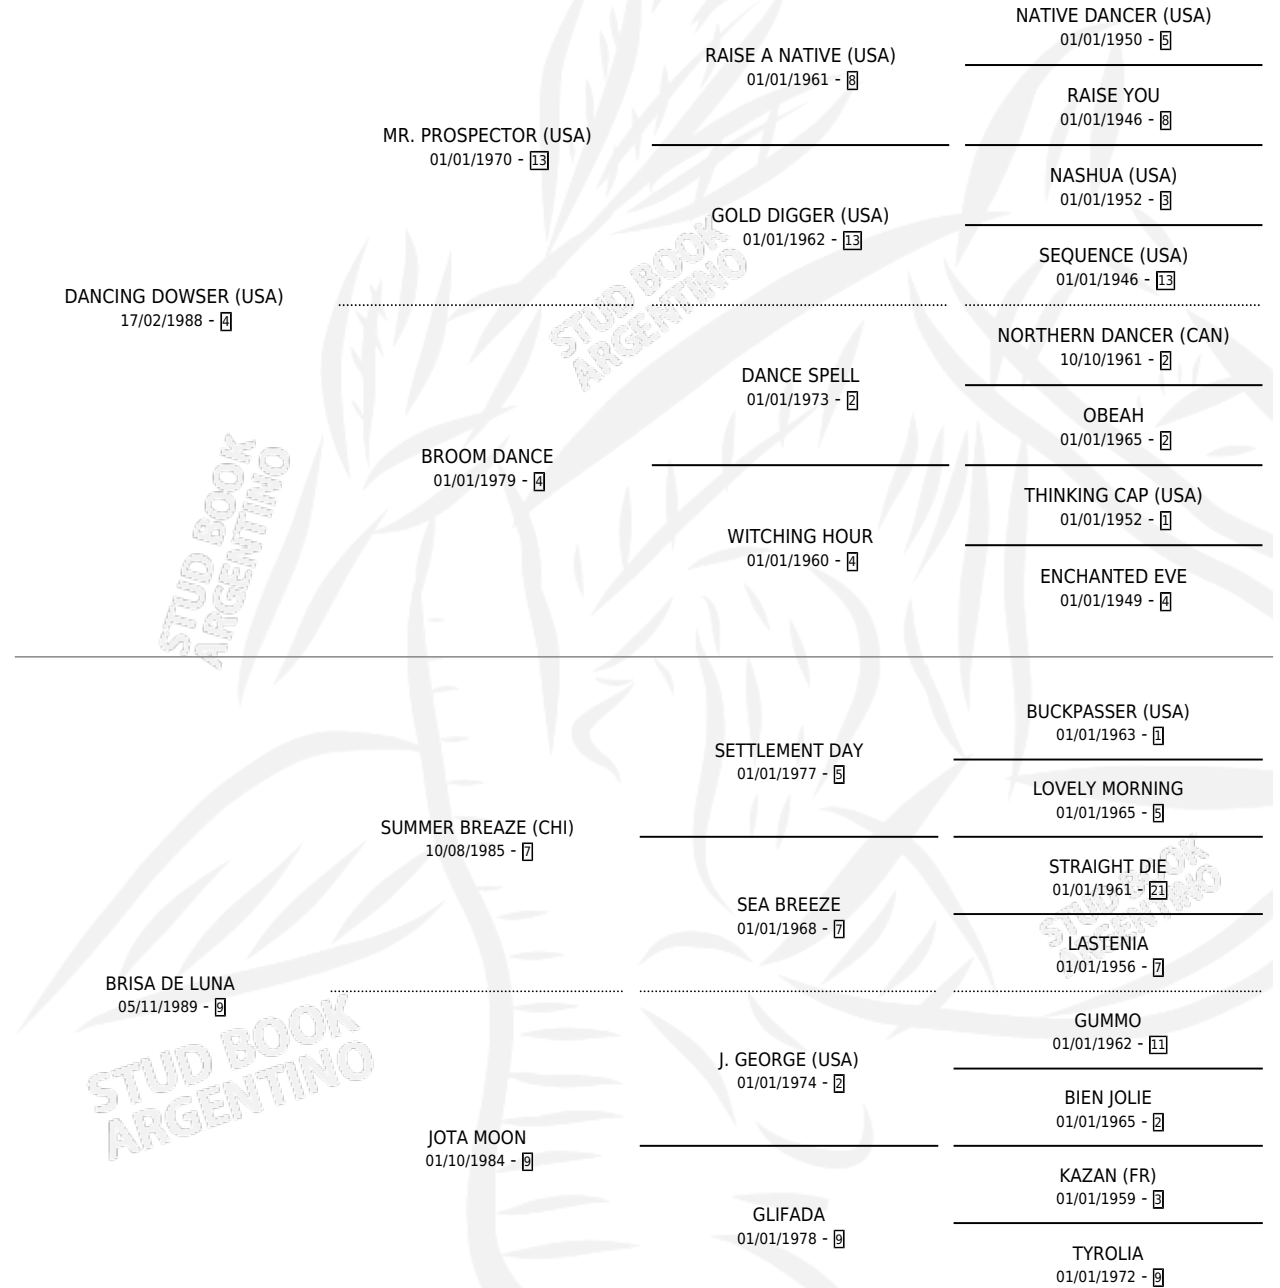 NATIVE DANCER (USA)
01/01/1950 - 5
RAISE A NATIVE (USA)
01/01/1961 - 8
RAISE YOU
01/01/1946 - 8
MR. PROSPECTOR (USA)
01/01/1970 - 13
NASHUA (USA)
01/01/1952 - 3
GOLD DIGGER (USA)
01/01/1962 - 13
SEQUENCE (USA)
01/01/1946 - 13
DANCING DOWSER (USA)
17/02/1988 - 4
STUD BOOK
ARGENTINO
NORTHERN DANCER (CAN)
10/10/1961 - 2
DANCE SPELL
01/01/1973 - 2
OBEAH
01/01/1965 - 2
BROOM DANCE
01/01/1979 - 4
STUD BOOK
ARGENTINO
THINKING CAP (USA)
01/01/1952 - 1
WITCHING HOUR
01/01/1960 - 4
ENCHANTED EVE
01/01/1949 - 4
BUCKPASSER (USA)
01/01/1963 - 1
SETTLEMENT DAY
01/01/1977 - 5
LOVELY MORNING
01/01/1965 - 5
SUMMER BREAZE (CHI)
10/08/1985 - 7
STRAIGHT DIE
01/01/1961 - 21
STUD BOOK
ARGENTINO
SEA BREEZE
01/01/1968 - 7
LASTENIA
01/01/1956 - 7
BRISA DE LUNA
05/11/1989 - 9
STUD BOOK
ARGENTINO
GUMMO
01/01/1962 - 11
J. GEORGE (USA)
01/01/1974 - 2
BIEN JOLIE
01/01/1965 - 2
JOTA MOON
01/10/1984 - 9
KAZAN (FR)
01/01/1959 - 3
GLIFADA
01/01/1978 - 9
TYROLIA
01/01/1972 - 9